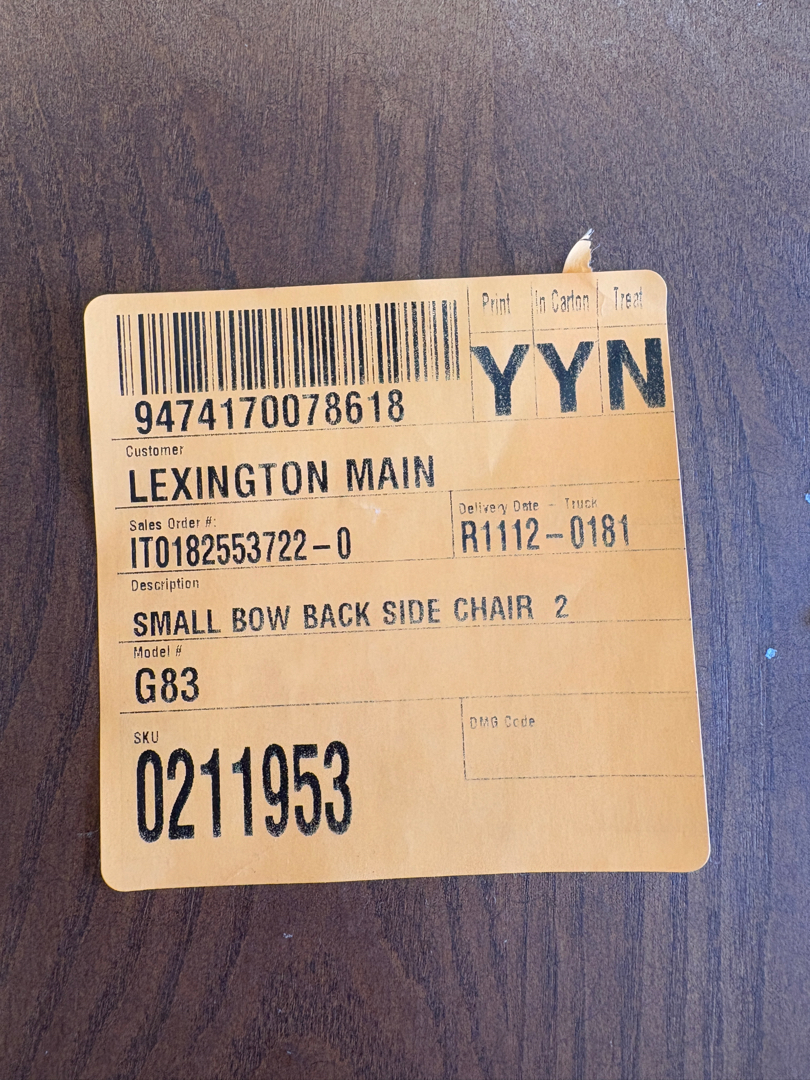 Print In Carton Treat
YYN
9474170078618
Customer
LEXINGTON MAIN
Sales Order #:
IT0182553722-0
Delivery Date - Truck
R1112-0181
Description
SMALL BOW BACK SIDE CHAIR 2
Model #
G83
SKU
0211953
DMG Code